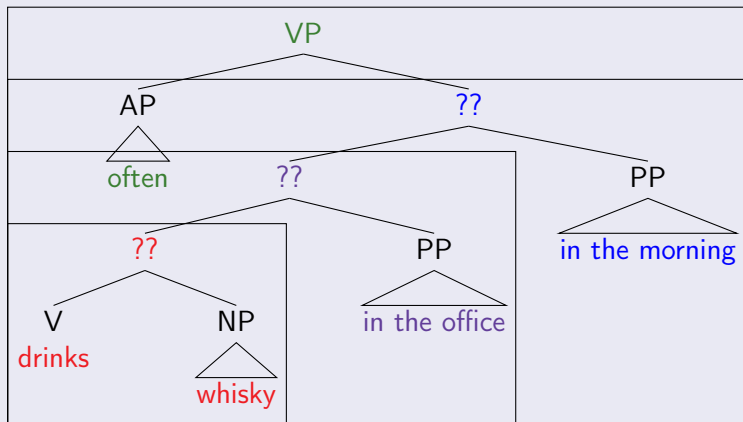 VP
AP ??
often ?? PP
?? PP in the morning
V NP in the office
drinks whisky